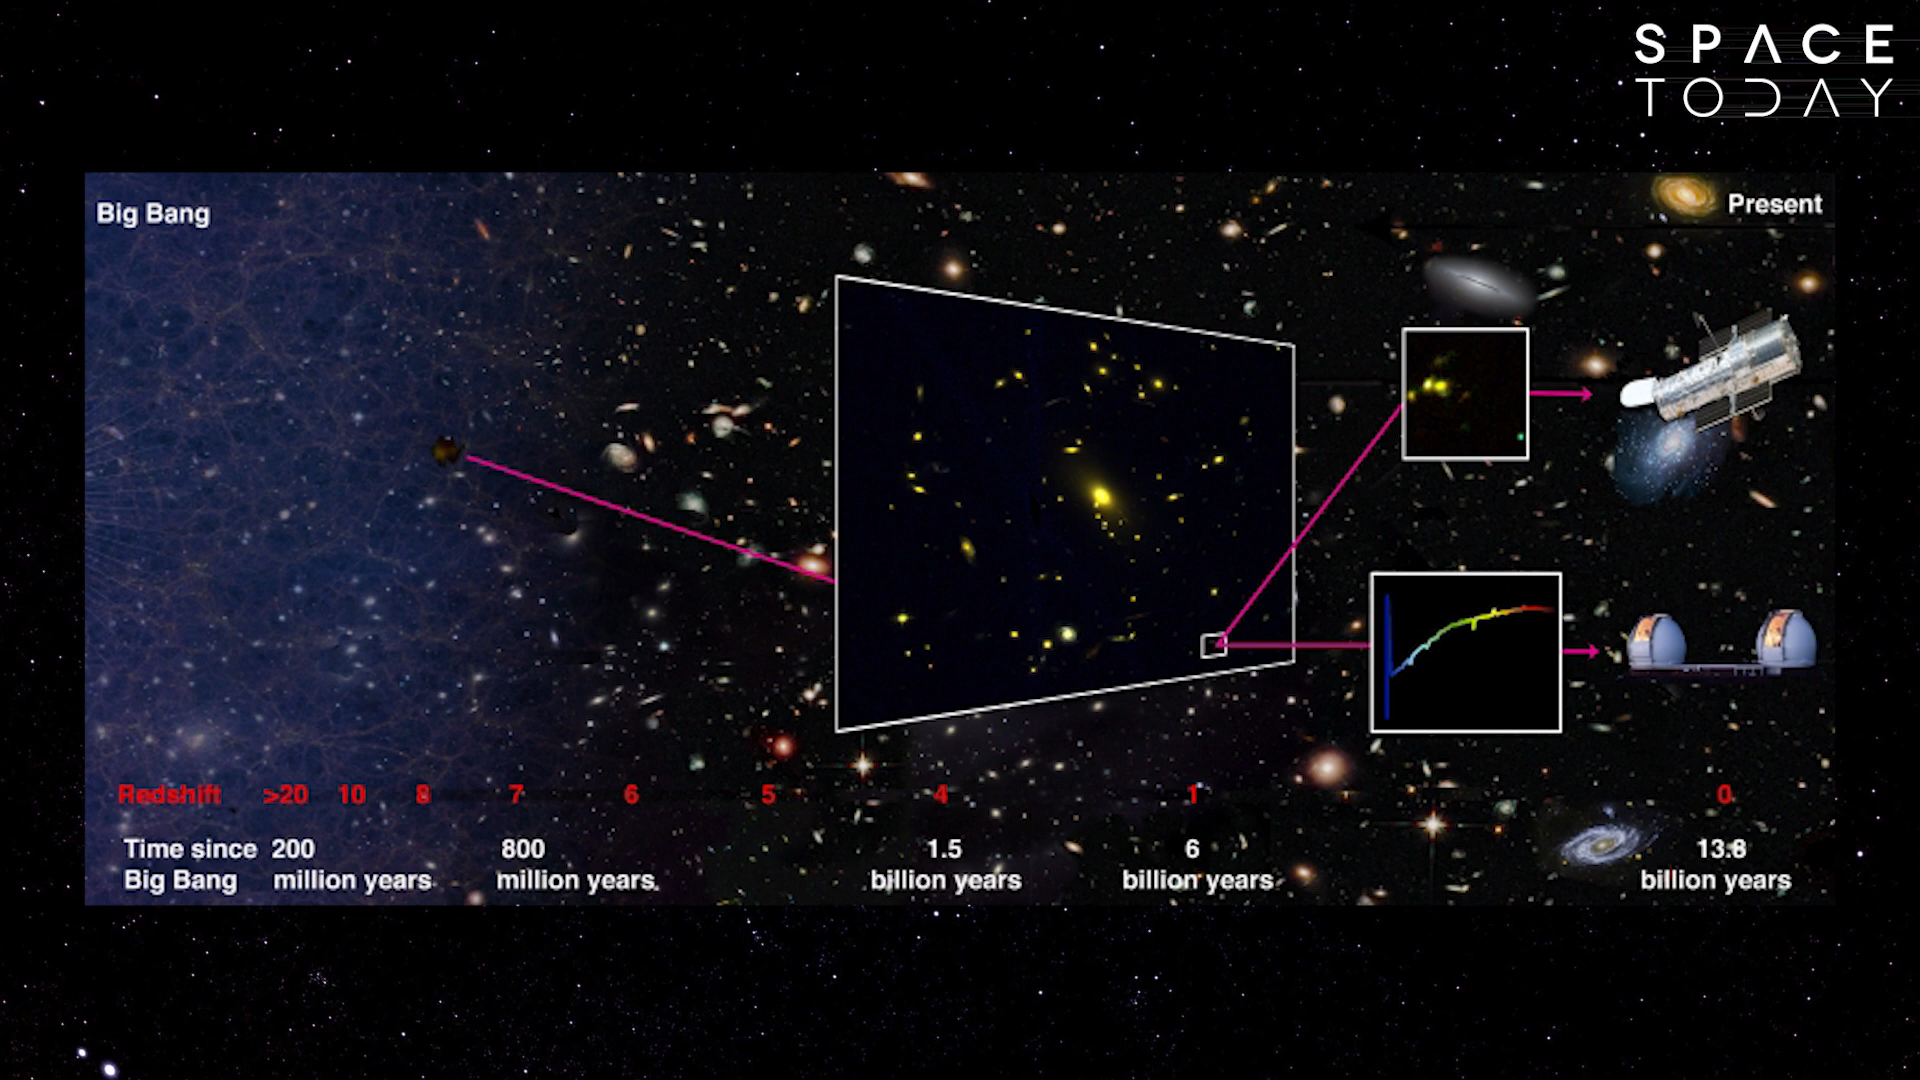 SPACE
TODAY
Big Bang
Present
Redshift >20 10 8 7 6 5 4 1 0
Time since 200 800 1.5 6 13.8
Big Bang million years million years billion years billion years billion years